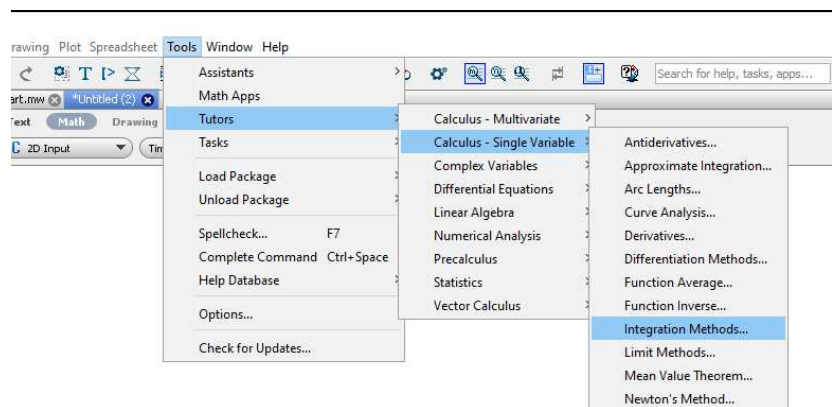 rawing Plot Spreadsheet Tools Window Help
T
Search for help, tasks, apps...
art.mw *Untitled (2)
Text Math Drawing
C 2D Input Tim
Assistants
Math Apps
Tutors
Tasks
Load Package
Unload Package
Spellcheck... F7
Complete Command Ctrl+Space
Help Database
Options...
Check for Updates...
Calculus - Multivariate
Calculus - Single Variable
Complex Variables
Differential Equations
Linear Algebra
Numerical Analysis
Precalculus
Statistics
Vector Calculus
Antiderivatives...
Approximate Integration...
Arc Lengths...
Curve Analysis...
Derivatives...
Differentiation Methods...
Function Average...
Function Inverse...
Integration Methods...
Limit Methods...
Mean Value Theorem...
Newton's Method...